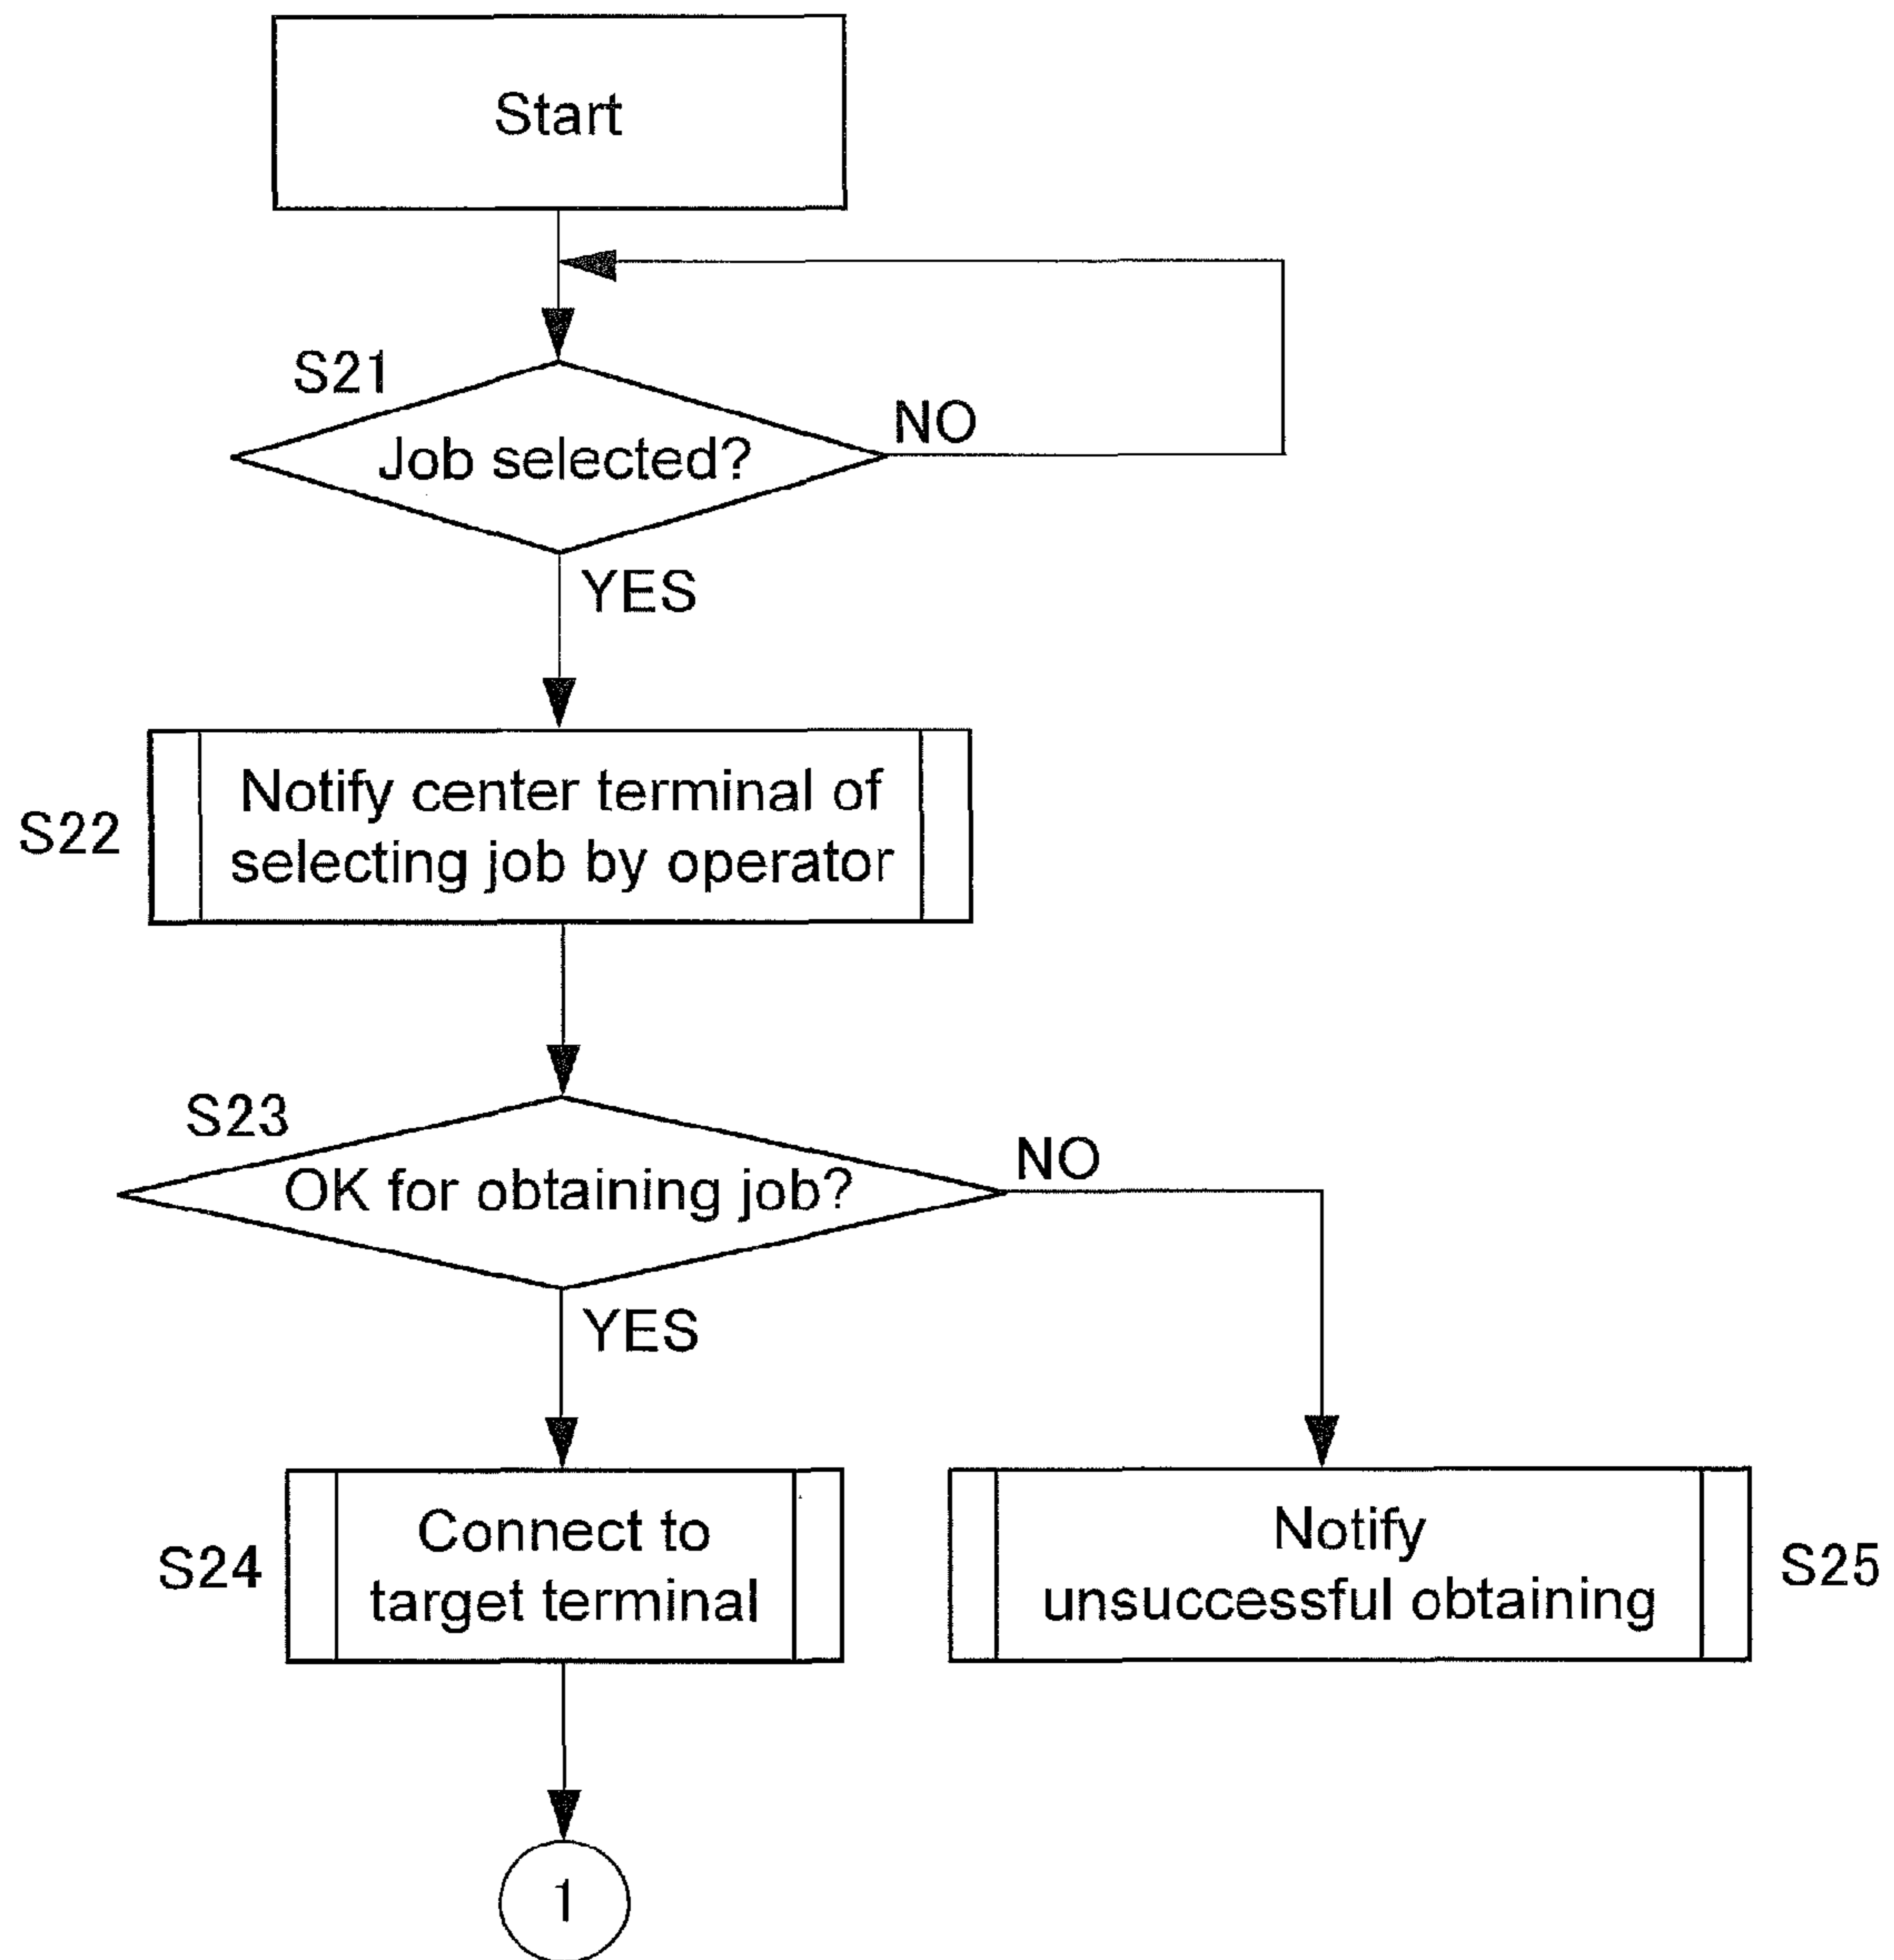 Start
S21
Job selected?
NO
YES
S22
Notify center terminal of
selecting job by operator
S23
OK for obtaining job?
NO
YES
S24
Connect to
target terminal
Notify
unsuccessful obtaining
S25
1